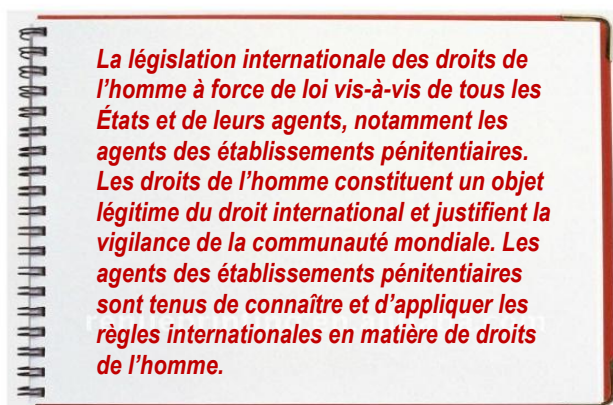 La législation internationale des droits de
l'homme à force de loi vis-à-vis de tous les
États et de leurs agents, notamment les
agents des établissements pénitentiaires.
Les droits de l'homme constituent un objet
légitime du droit international et justifient la
vigilance de la communauté mondiale. Les
agents des établissements pénitentiaires
sont tenus de connaître et d'appliquer les
règles internationales en matière de droits
de l'homme.